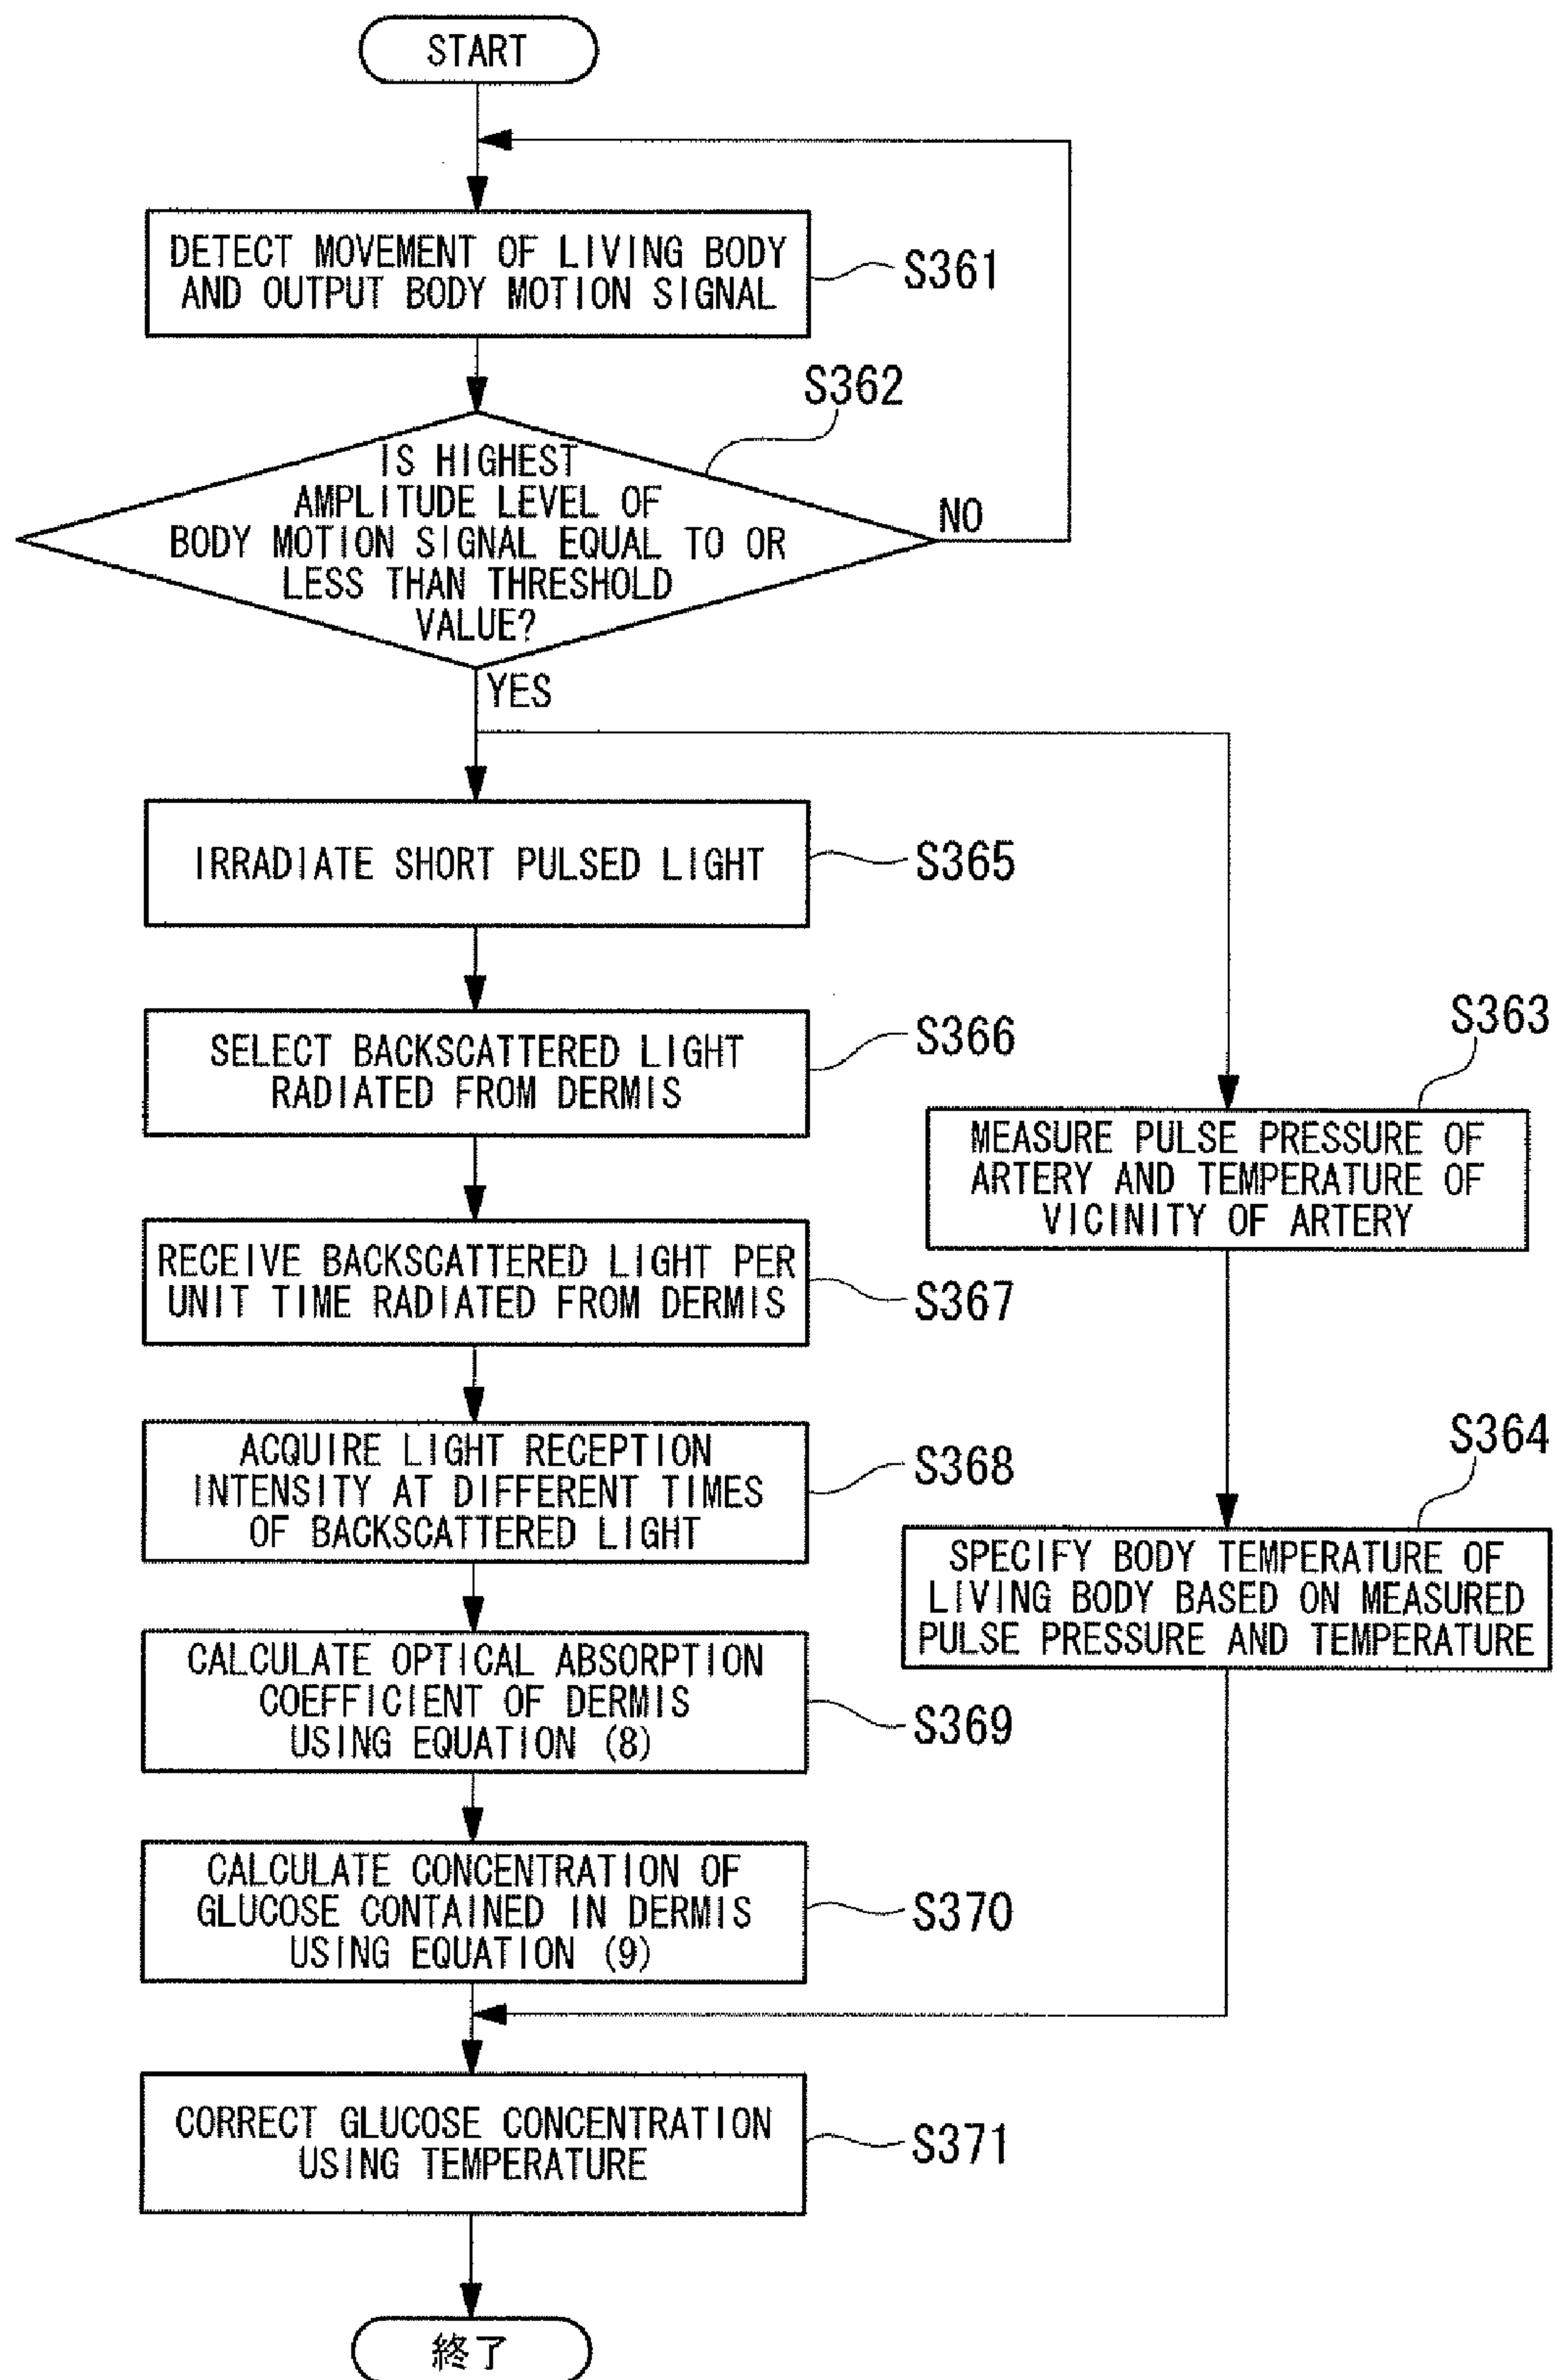 START
DETECT MOVEMENT OF LIVING BODY
AND OUTPUT BODY MOTION SIGNAL
S361
S362
IS HIGHEST
AMPLITUDE LEVEL OF
BODY MOTION SIGNAL EQUAL TO OR
LESS THAN THRESHOLD
VALUE?
NO
YES
IRRADIATE SHORT PULSED LIGHT
S365
SELECT BACKSCATTERED LIGHT
RADIATED FROM DERMIS
S366
S363
MEASURE PULSE PRESSURE OF
ARTERY AND TEMPERATURE OF
VICINITY OF ARTERY
RECEIVE BACKSCATTERED LIGHT PER
UNIT TIME RADIATED FROM DERMIS
S367
ACQUIRE LIGHT RECEPTION
INTENSITY AT DIFFERENT TIMES
OF BACKSCATTERED LIGHT
S368
S364
SPECIFY BODY TEMPERATURE OF
LIVING BODY BASED ON MEASURED
PULSE PRESSURE AND TEMPERATURE
CALCULATE OPTICAL ABSORPTION
COEFFICIENT OF DERMIS
USING EQUATION (8)
S369
CALCULATE CONCENTRATION OF
GLUCOSE CONTAINED IN DERMIS
USING EQUATION (9)
S370
CORRECT GLUCOSE CONCENTRATION
USING TEMPERATURE
S371
終了